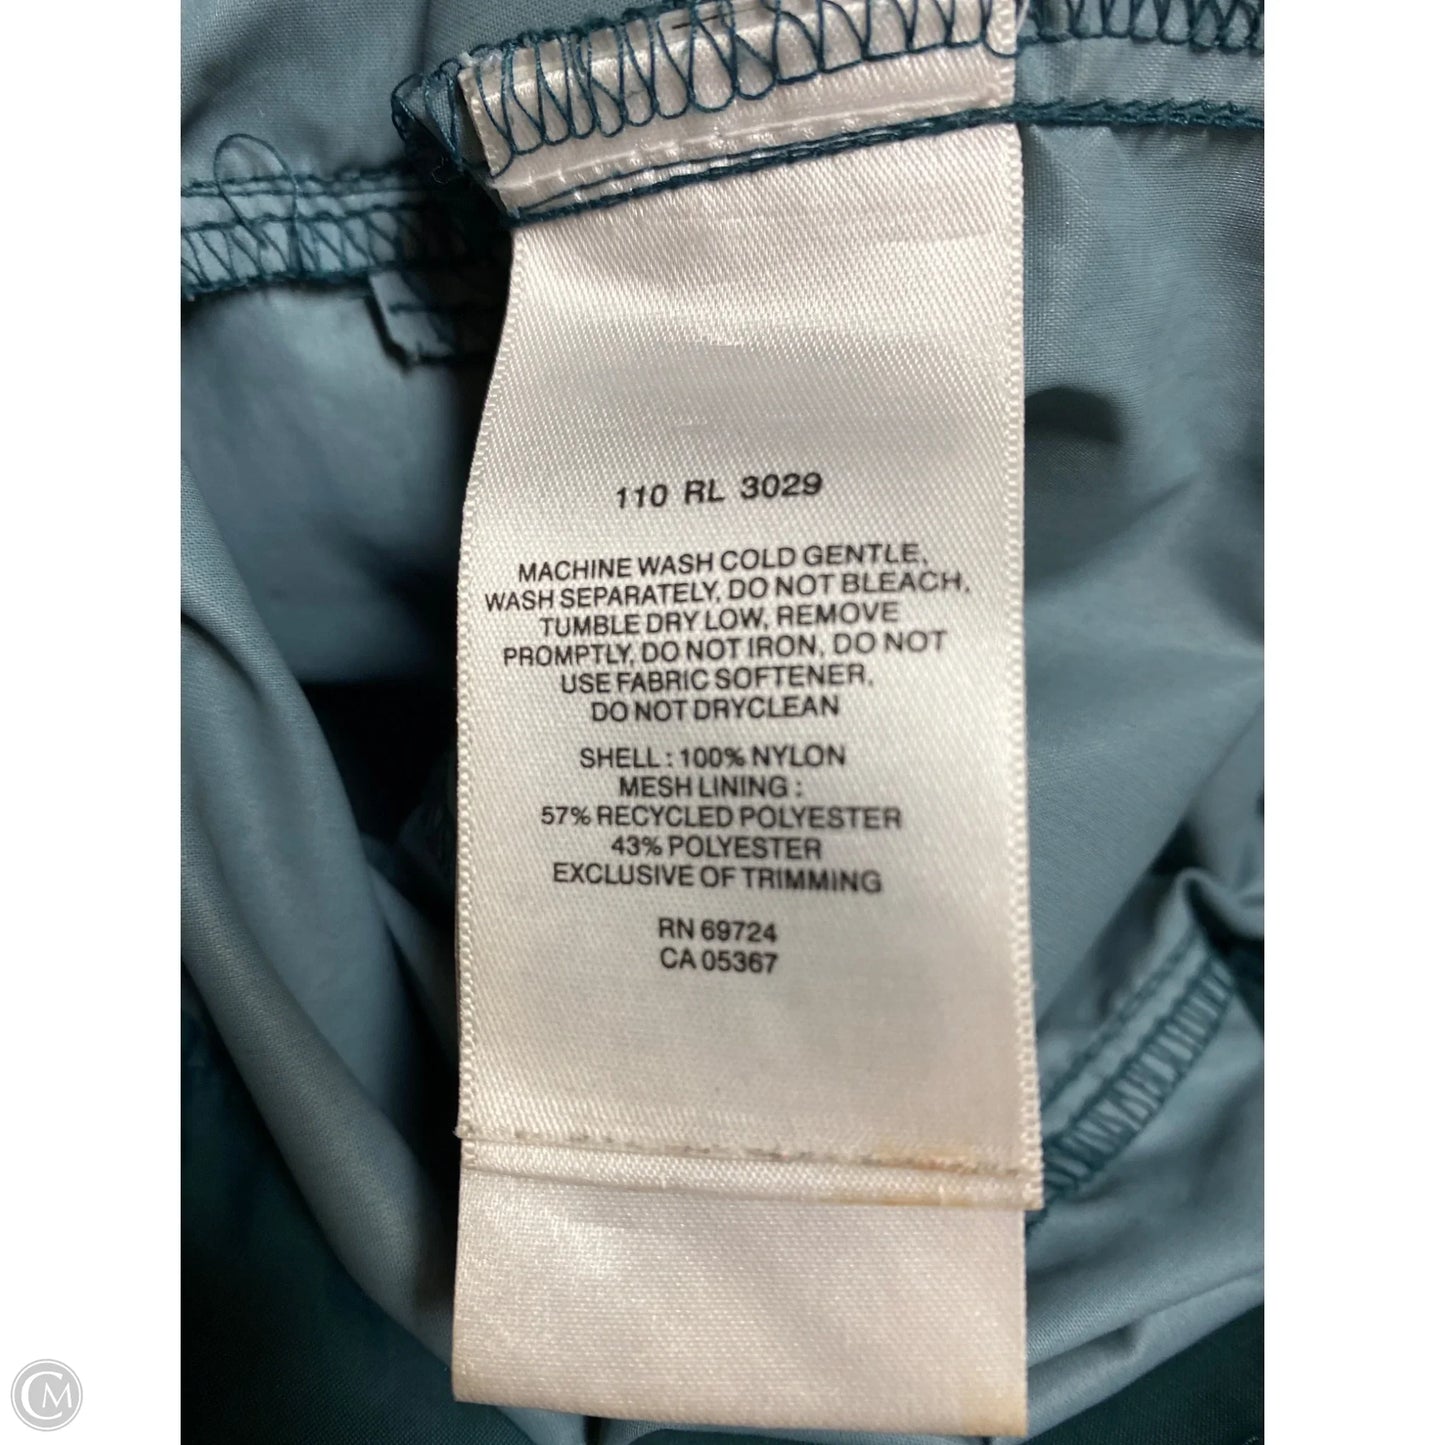 110 RL 3029
MACHINE WASH COLD GENTLE,
WASH SEPARATELY, DO NOT BLEACH,
TUMBLE DRY LOW, REMOVE
PROMPTLY, DO NOT IRON, DO NOT
USE FABRIC SOFTENER,
DO NOT DRYCLEAN
SHELL : 100% NYLON
MESH LINING :
57% RECYCLED POLYESTER
43% POLYESTER
EXCLUSIVE OF TRIMMING
RN 69724
CA 05367
CM